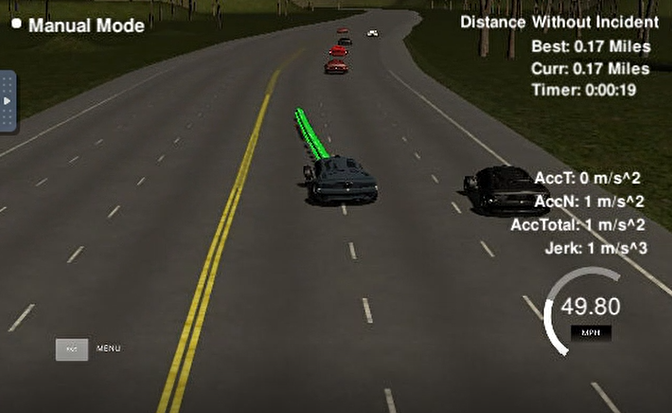 Manual Mode
Distance Without Incident
Best: 0.17 Miles
Curr: 0.17 Miles
Timer: 0:00:19
AccT: 0 m/s^2
AccN: 1 m/s^2
AccTotal: 1 m/s^2
Jerk: 1 m/s^3
49.80
MPH
MENU